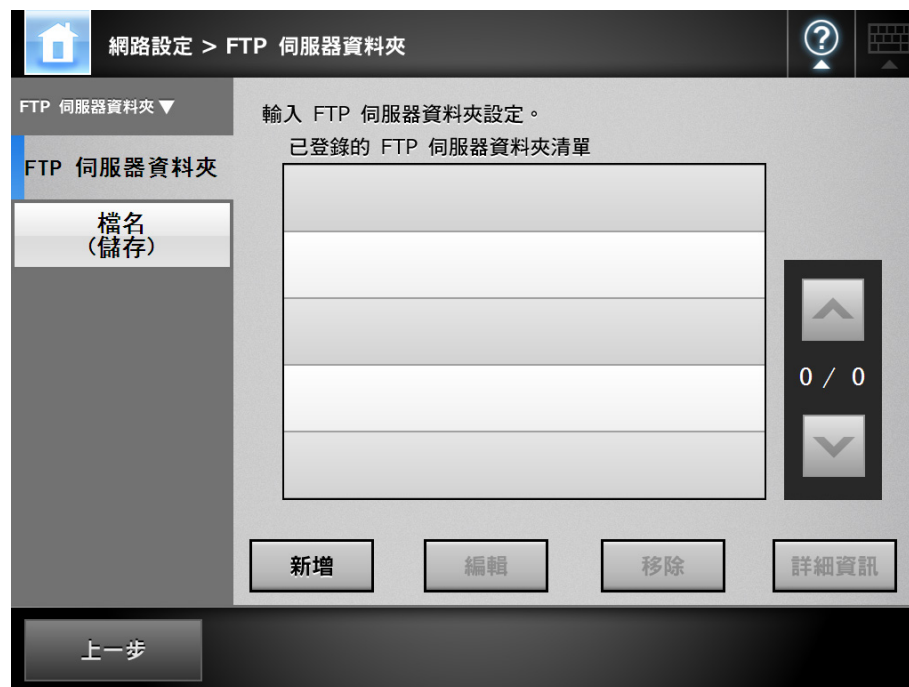 網路設定 > FTP 伺服器資料夾
?
FTP 伺服器資料夾▼
FTP 伺服器資料夾
檔名
(儲存)
輸入 FTP 伺服器資料夾設定。
已登錄的 FTP 伺服器資料夾清單
0 / 0
新增
編輯
移除
詳細資訊
上一步